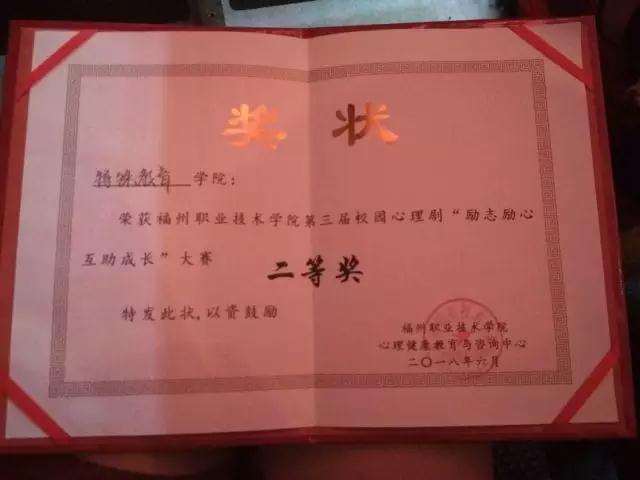 奖状
特殊教育 学院：
荣获福州职业技术学院第三届校园心理剧“励志励心
互助成长”大赛
二等奖
特发此状，以资鼓励
福州职业技术学院
心理健康教育与咨询中心
二〇一八年六月